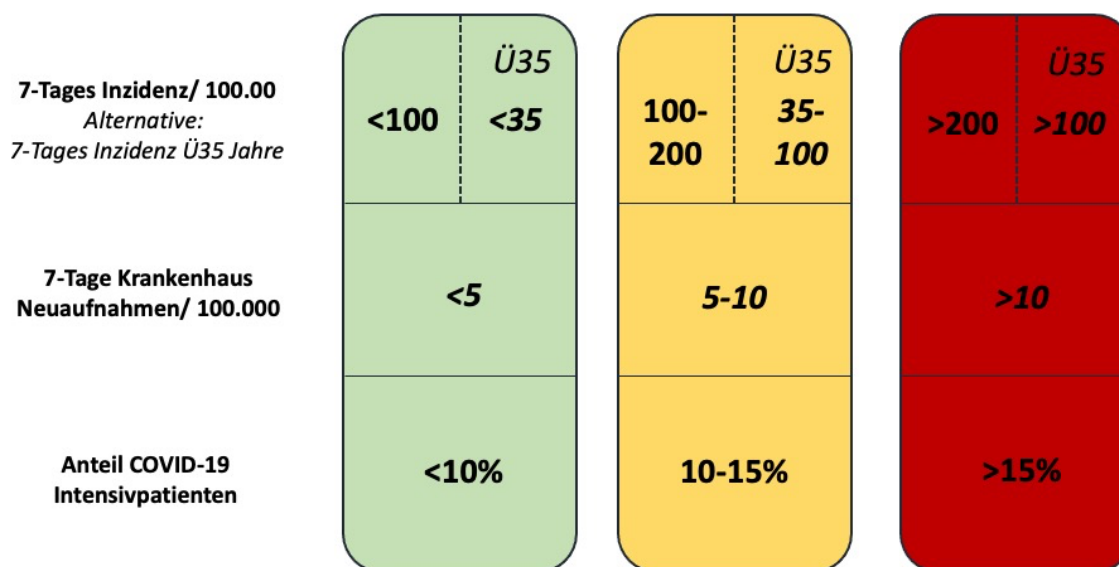 7-Tages Inzidenz/ 100.00
Alternative:
7-Tages Inzidenz Ü35 Jahre
<100
Ü35
<35
100-
200
Ü35
35-
100
>200
Ü35
>100
7-Tage Krankenhaus
Neuaufnahmen/ 100.000
<5
5-10
>10
Anteil COVID-19
Intensivpatienten
<10%
10-15%
>15%